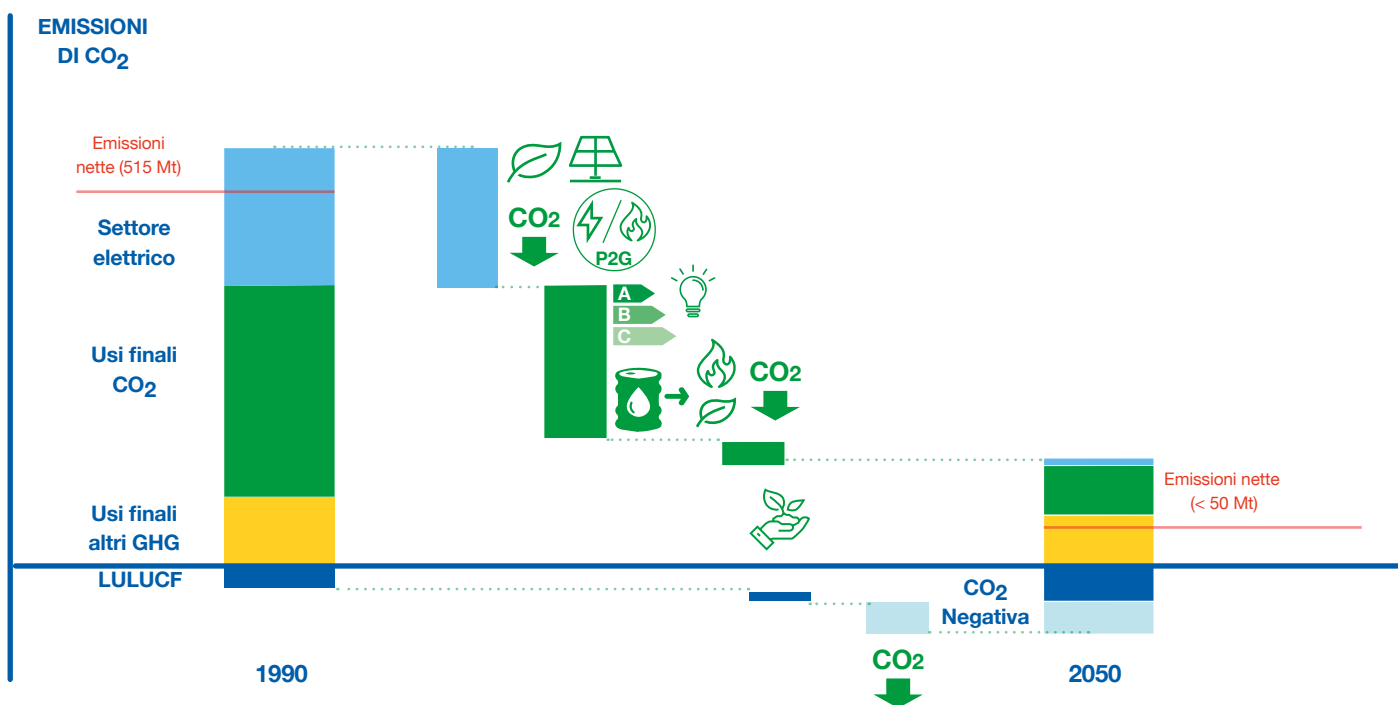 EMISSIONI
DI CO2
Emissioni
nette (515 Mt)
Settore
elettrico
CO2
P2G
A
B
C
Usi finali
CO2
CO2
Emissioni nette
(< 50 Mt)
Usi finali
altri GHG
LULUCF
CO2
Negativa
CO2
1990
2050